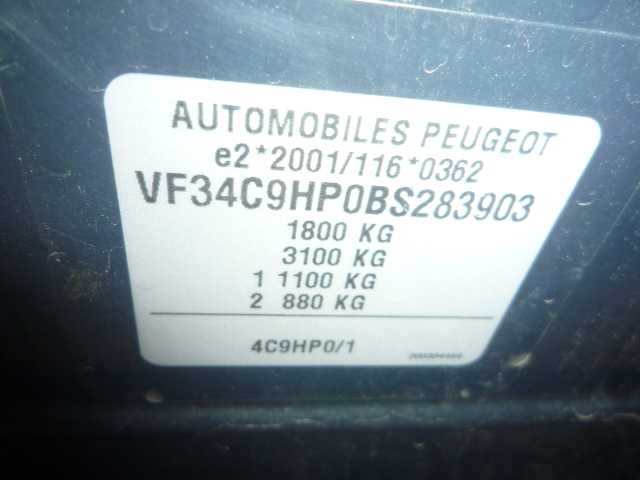 AUTOMOBILES PEUGEOT
e2*2001/116*0362
VF34C9HP0BS283903
1800 KG
3100 KG
1 1100 KG
2 880 KG
4C9HP0/1